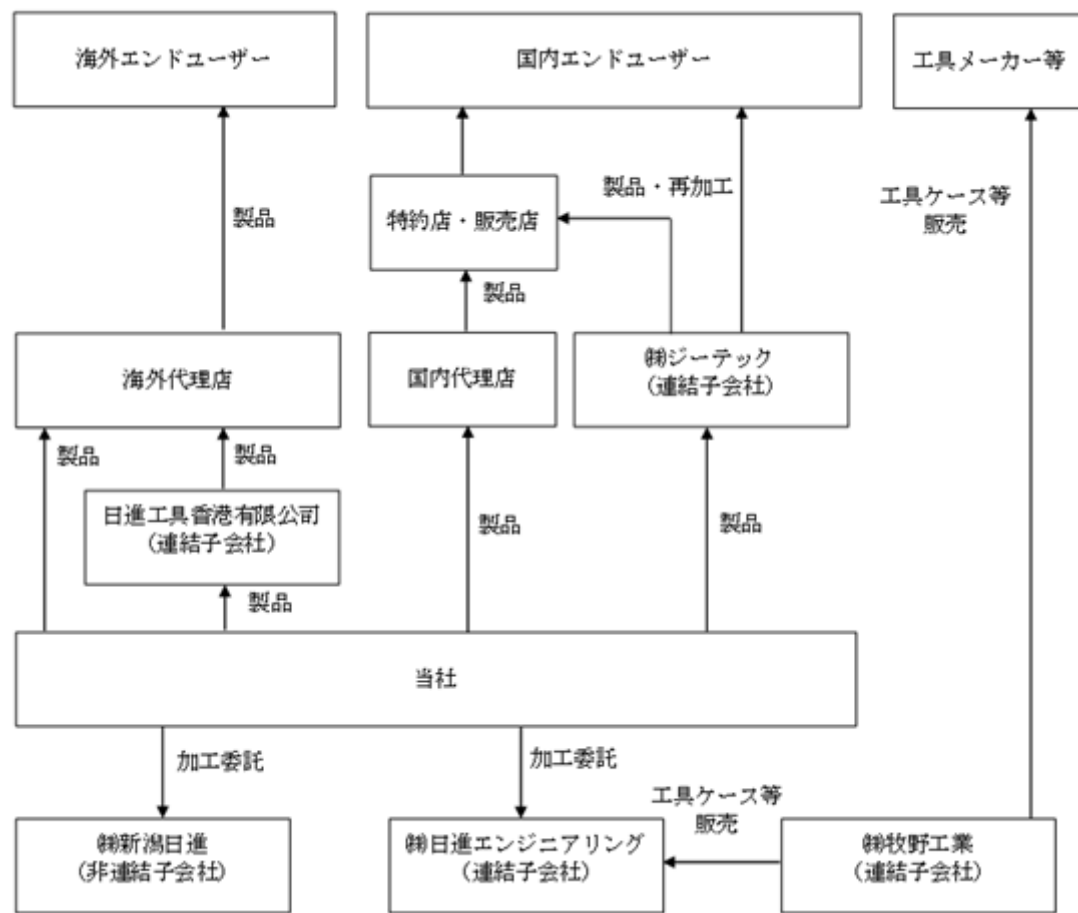 海外エンドユーザー
国内エンドユーザー
工具メーカー等
製品・再加工
工具ケース等
販売
製品
特約店・販売店
製品
海外代理店
国内代理店
㈱ジーテック
(連結子会社)
製品
製品
日進工具香港有限公司
(連結子会社)
製品
製品
製品
当社
加工委託
加工委託
工具ケース等
販売
㈱新潟日進
(非連結子会社)
㈱日進エンジニアリング
(連結子会社)
㈱牧野工業
(連結子会社)